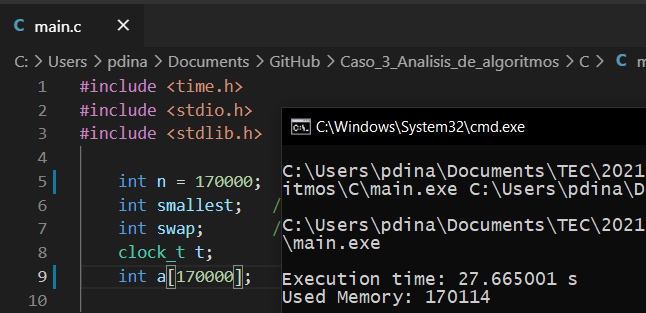 main.c
C: > Users > pdina > Documents > GitHub > Caso_3_Analisis_de_algoritmos > C >
1 #include <time.h>
2 #include <stdio.h>
3 #include <stdlib.h>
4
5 int n = 170000;
6 int smallest; /
7 int swap; /
8 clock_t t;
9 int a[170000];
10
C:\Windows\System32\cmd.exe
C:\Users\pdina\Documents\TEC\2021
itmos\C\main.exe C:\Users\pdina\D
C:\Users\pdina\Documents\TEC\2021
\main.exe
Execution time: 27.665001 s
Used Memory: 170114